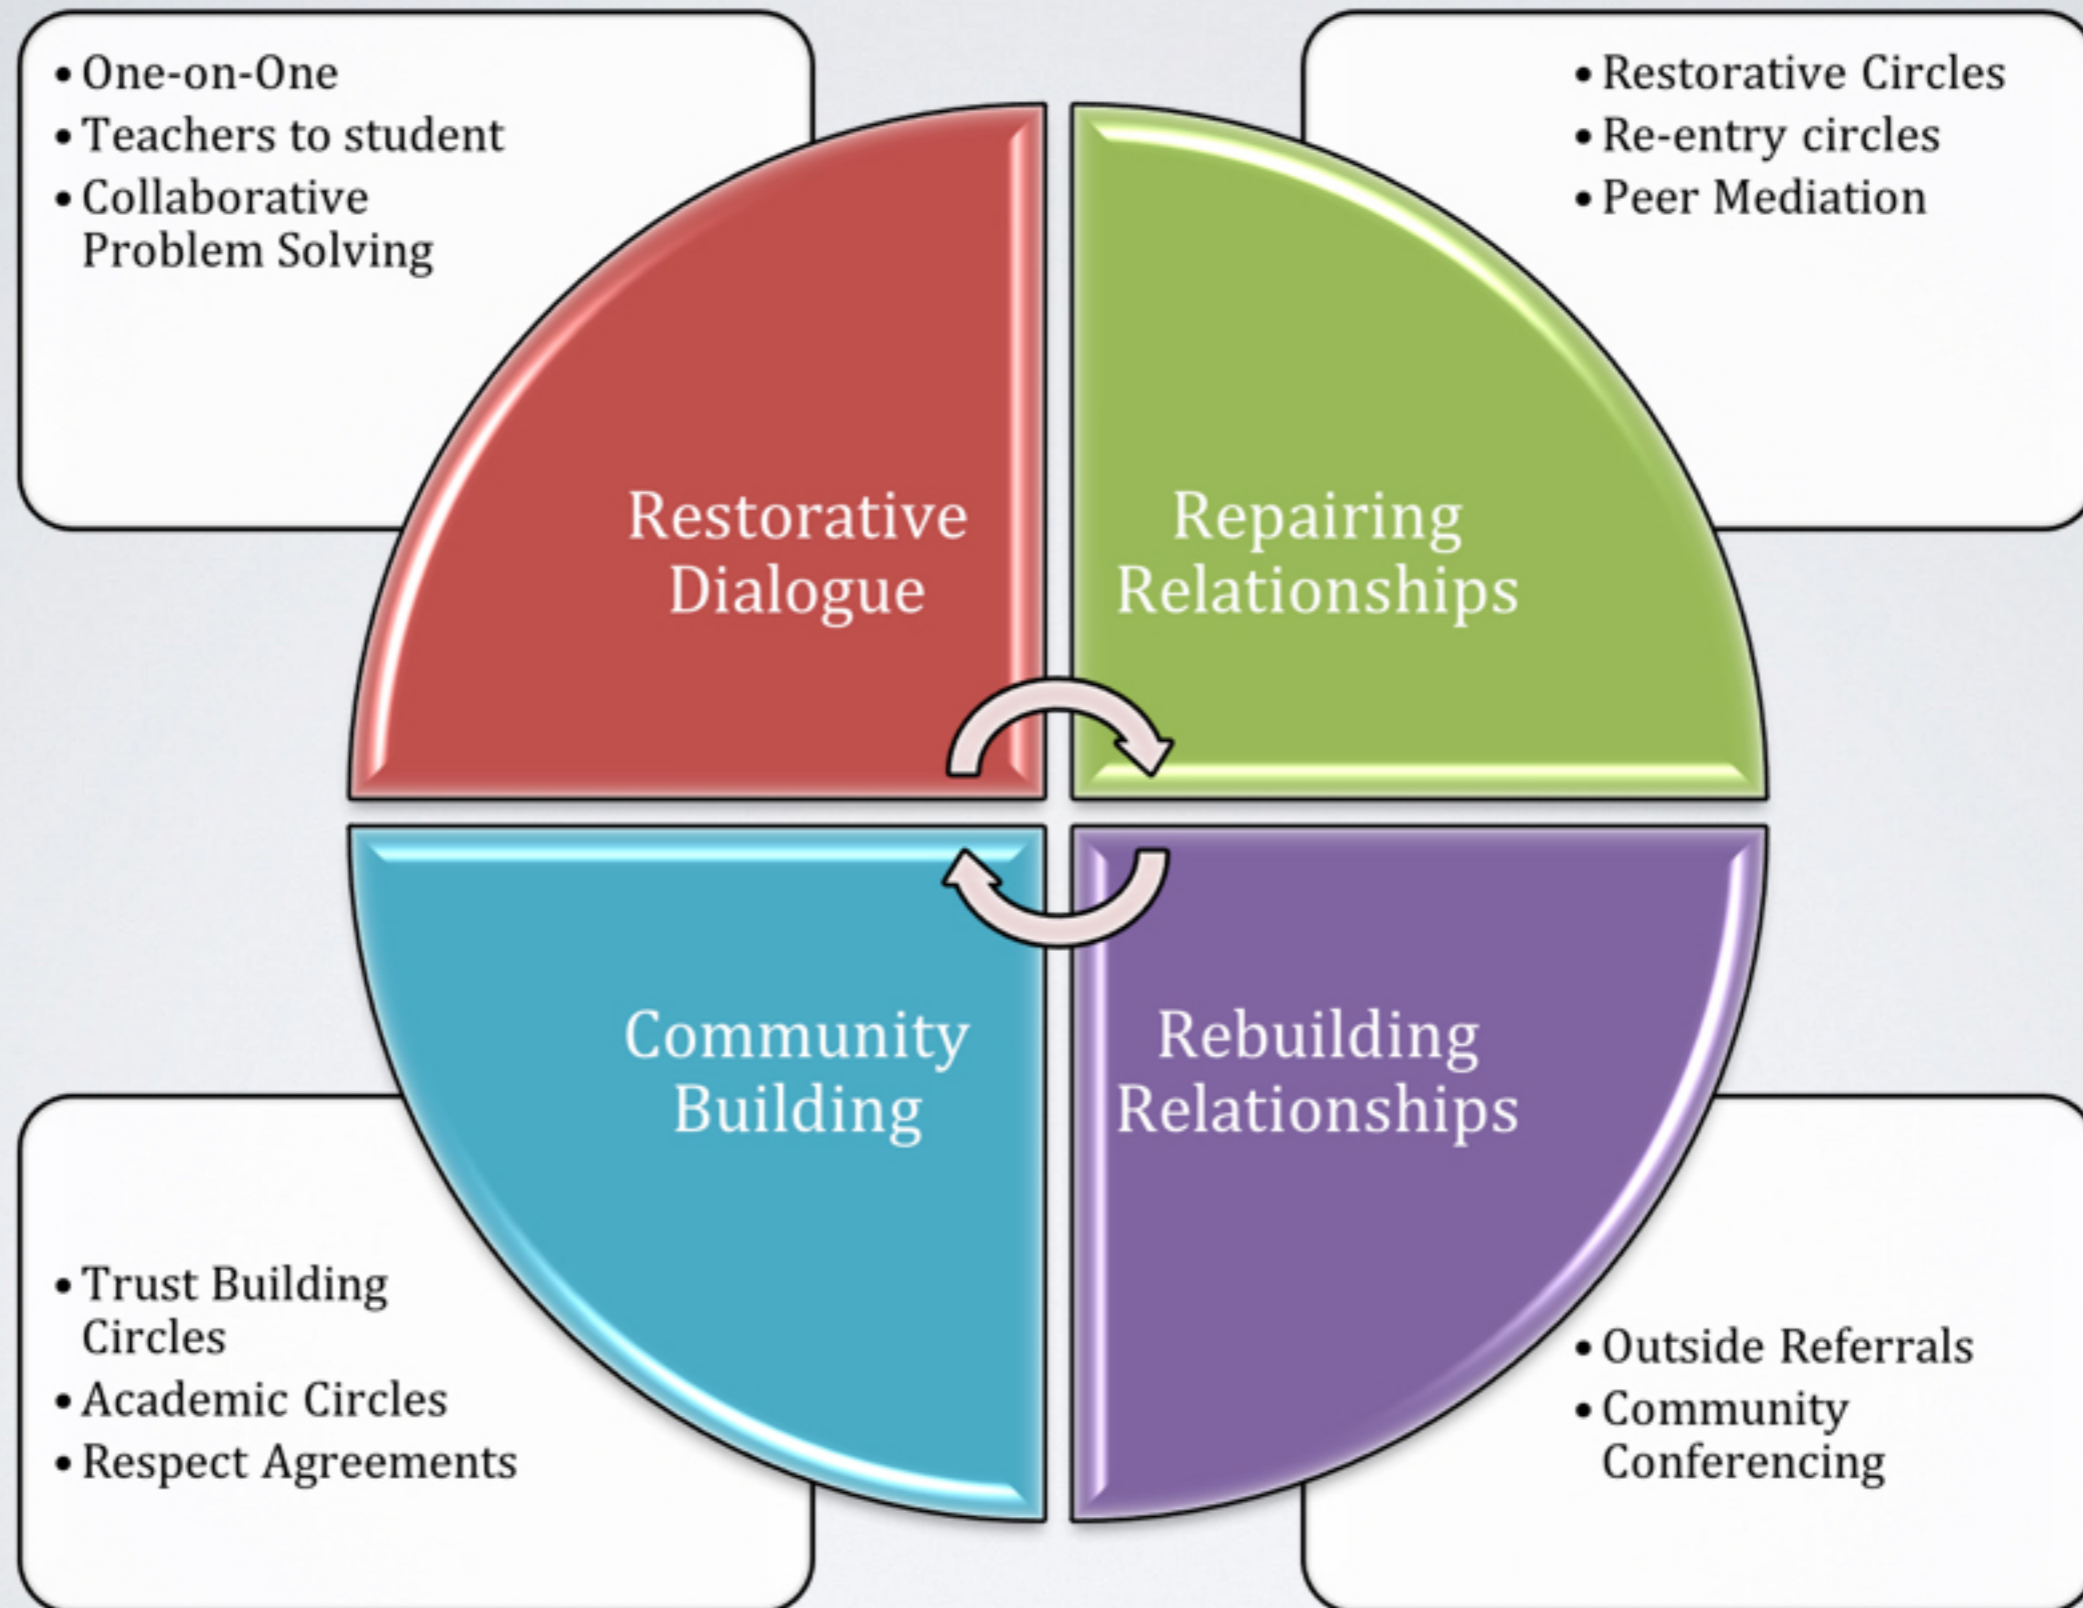 • One-on-One
• Teachers to student
• Collaborative
Problem Solving
• Restorative Circles
• Re-entry circles
• Peer Mediation
Restorative
Dialogue
Repairing
Relationships
Community
Building
Rebuilding
Relationships
• Trust Building
Circles
• Academic Circles
• Respect Agreements
• Outside Referrals
• Community
Conferencing